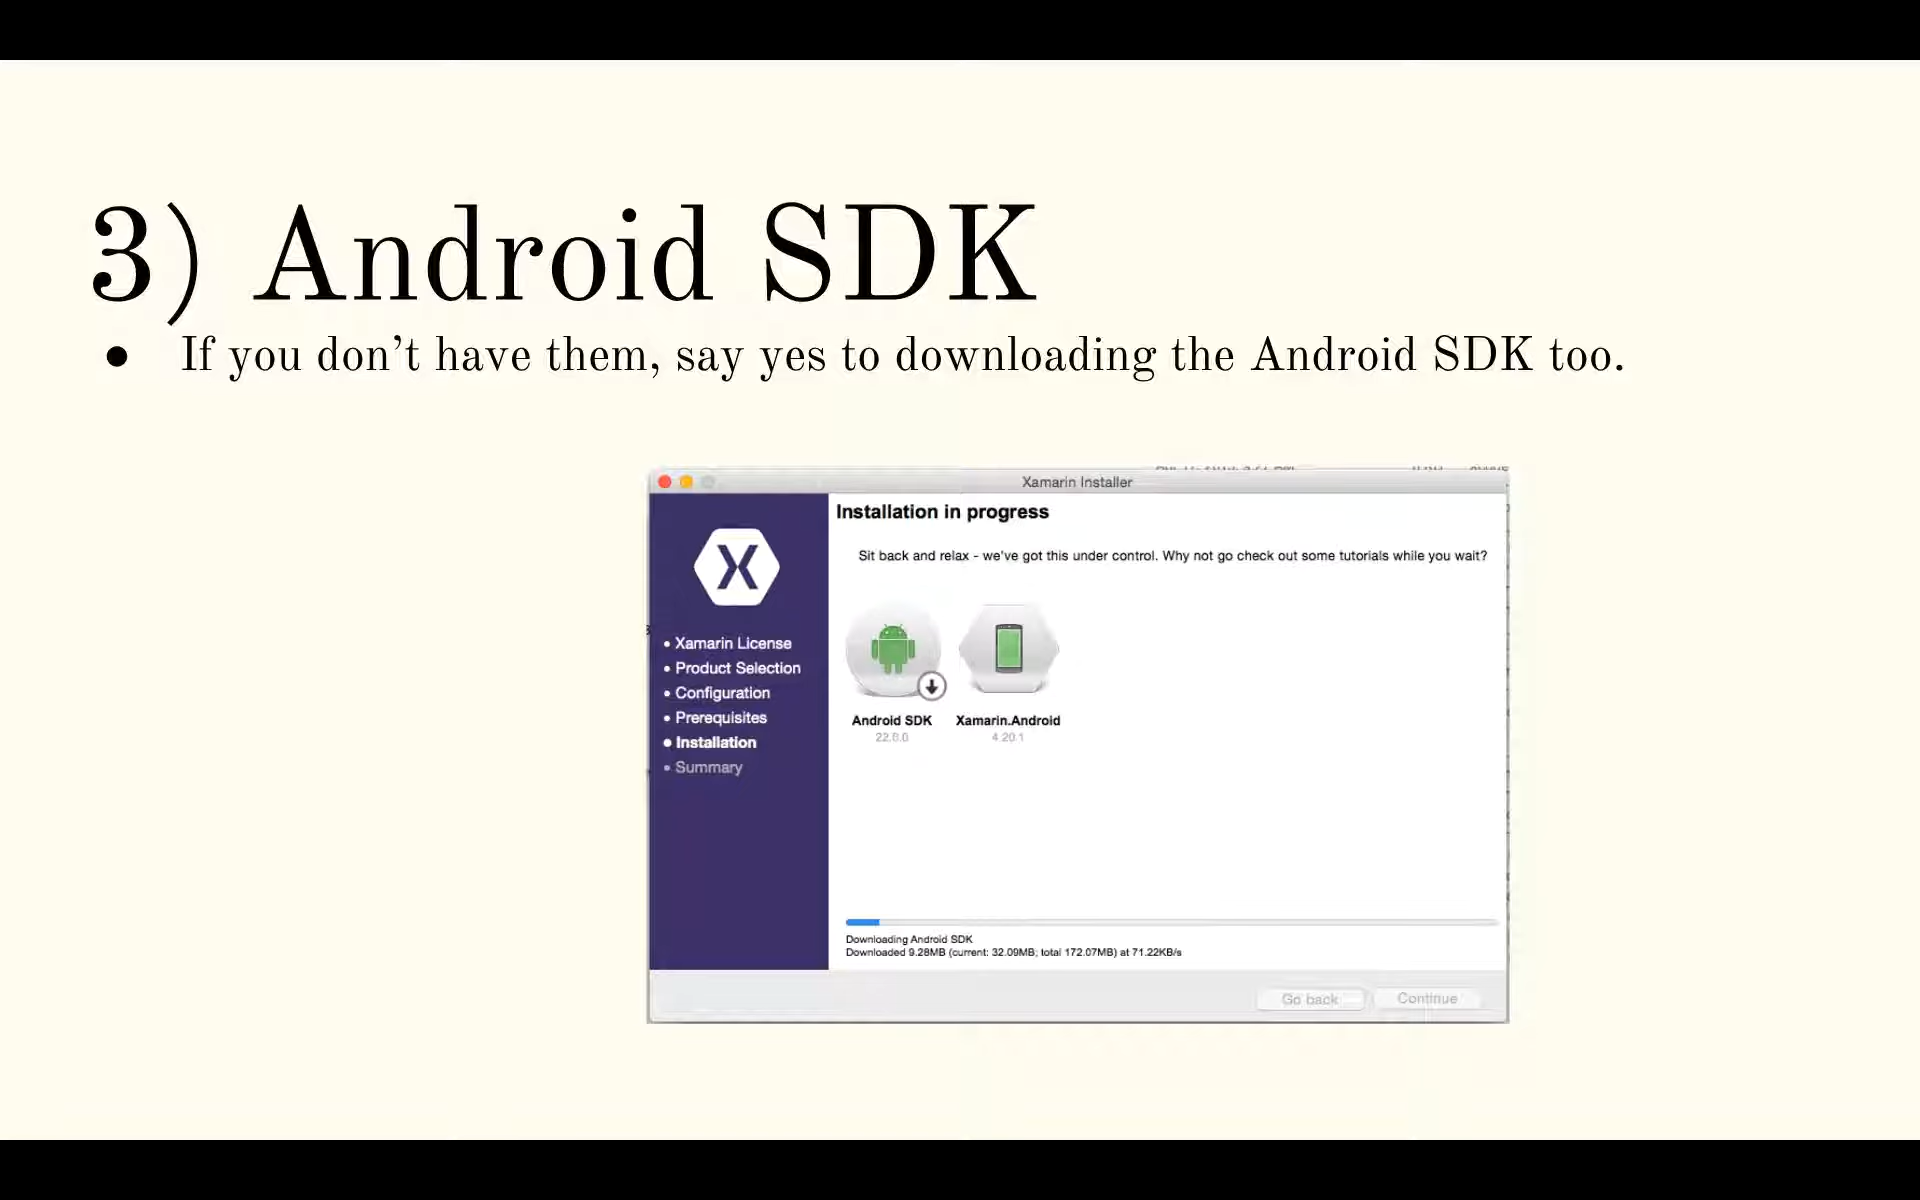 3) Android SDK
● If you don't have them, say yes to downloading the Android SDK too.
Xamarin Installer
Installation in progress
Sit back and relax - we've got this under control. Why not go check out some tutorials while you wait?
X
• Xamarin License
• Product Selection
• Configuration
• Prerequisites
• Installation
• Summary
Android SDK
Xamarin.Android
4.20.1
Downloading Android SDK
Downloaded 9.28MB (current: 32.09MB; total 172.07MB) at 71.22KB/s
Go back
Continue